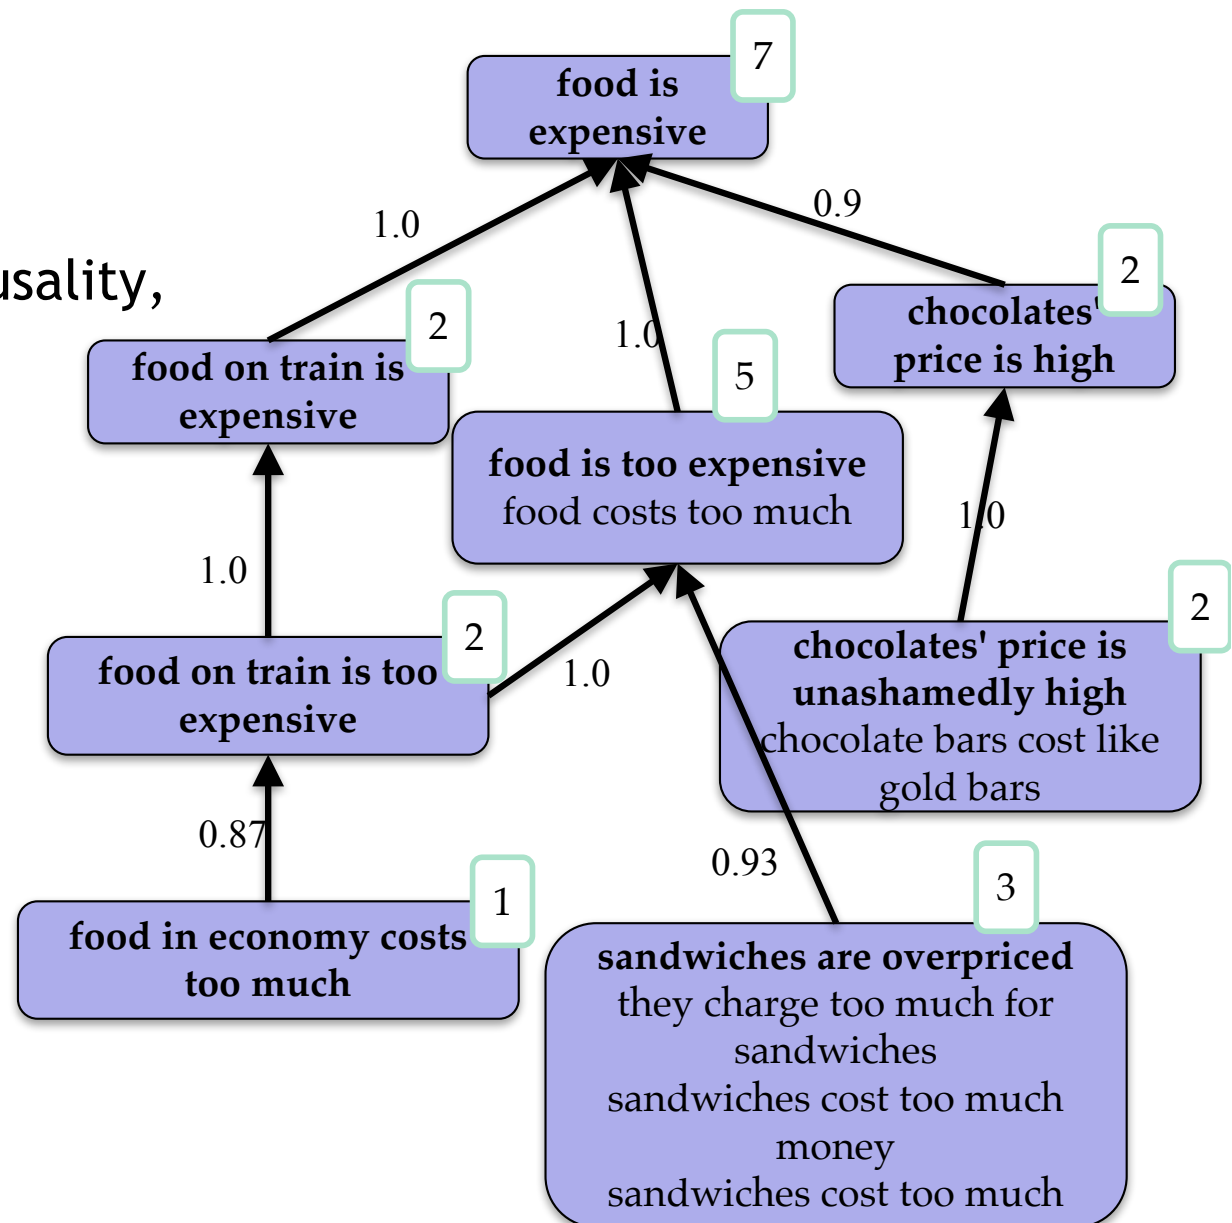 7
food is
expensive
1.0
0.9
usality,
2
2
chocolates'
price is high
food on train is
expensive
1.0
5
food is too expensive
food costs too much
1.0
1.0
2
food on train is too
expensive
1.0
2
chocolates' price is
unashamedly high
chocolate bars cost like
gold bars
0.87
0.93
1
food in economy costs
too much
3
sandwiches are overpriced
they charge too much for
sandwiches
sandwiches cost too much
money
sandwiches cost too much